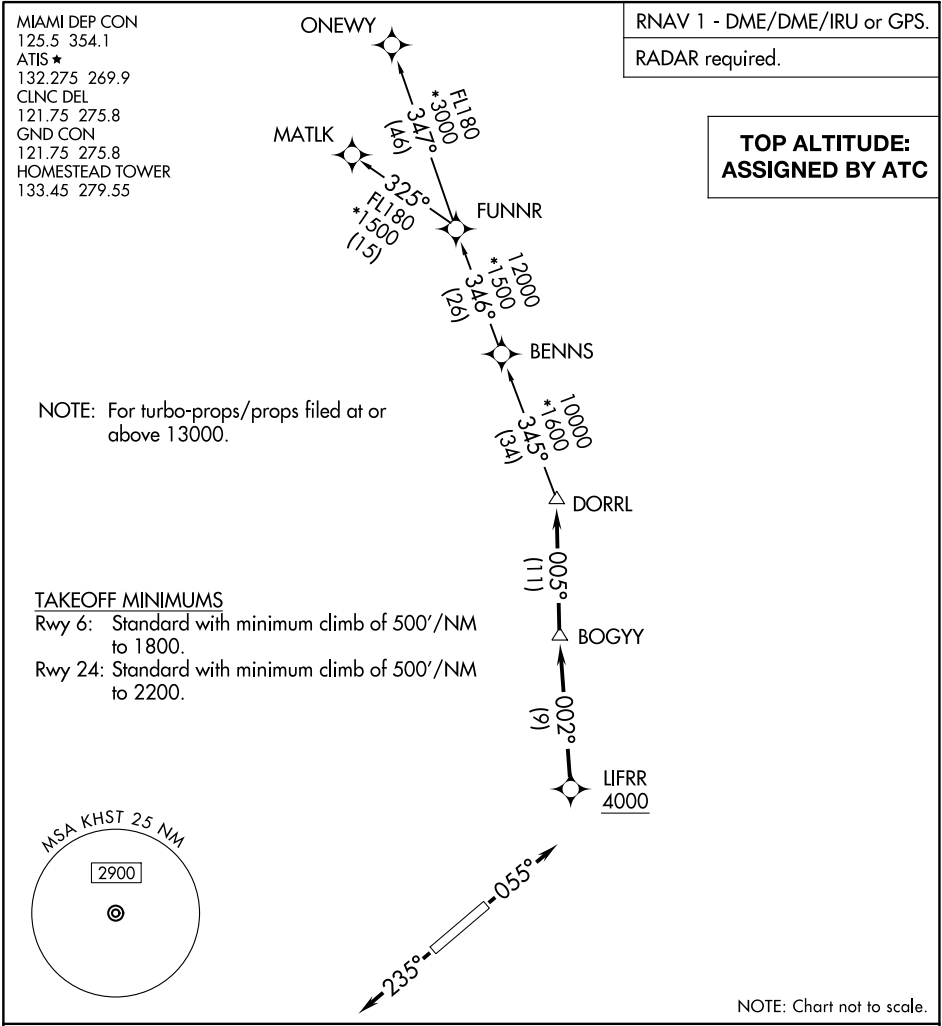 MIAMI DEP CON
125.5 354.1
ATIS ★
132.275 269.9
CLNC DEL
121.75 275.8
GND CON
121.75 275.8
HOMESTEAD TOWER
133.45 279.55
RNAV 1 - DME/DME/IRU or GPS.
RADAR required.
TOP ALTITUDE:
ASSIGNED BY ATC
ONEWY
FL180
*3000
347°
(46)
MATLK
325°
FL180
*1500
(15)
FUNNR
12000
*1500
346°
(26)
BENNS
NOTE: For turbo-props/props filed at or
above 13000.
10000
*1600
345°
(34)
DORRL
005°
(11)
BOGYY
TAKEOFF MINIMUMS
Rwy 6: Standard with minimum climb of 500'/NM
to 1800.
Rwy 24: Standard with minimum climb of 500'/NM
to 2200.
002°
(9)
LIFRR
4000
MSA KHST 25 NM
2900
055°
235°
NOTE: Chart not to scale.